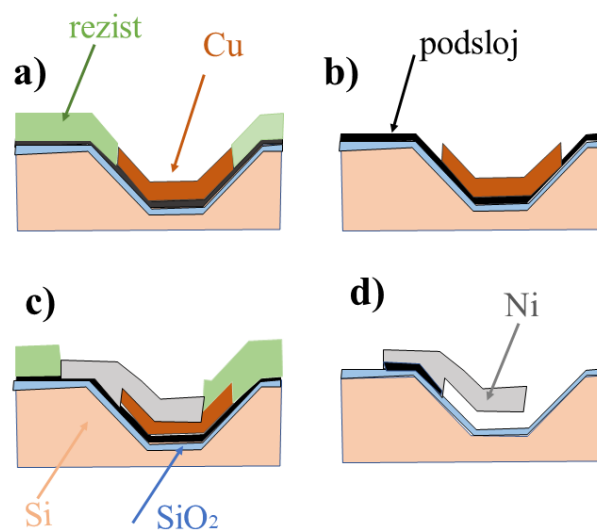 rezist
Cu
podsloj
a)
b)
c)
d)
Ni
Si
SiO₂